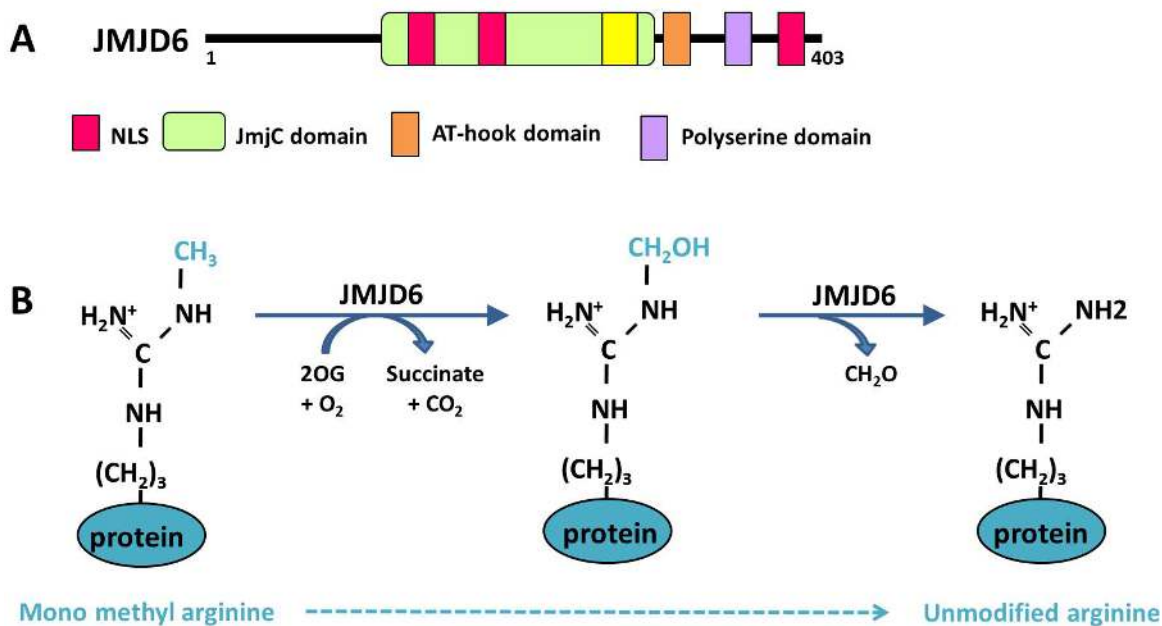 A
JMJD6
1
403
NLS
JmjC domain
AT-hook domain
Polyserine domain
B
CH₃
H₂N⁺
NH
C
NH
(CH₂)₃
protein
JMJD6
2OG
+ O₂
Succinate
+ CO₂
CH₂OH
H₂N⁺
NH
C
NH
(CH₂)₃
protein
JMJD6
CH₂O
H₂N⁺
NH2
C
NH
(CH₂)₃
protein
Mono methyl arginine
Unmodified arginine